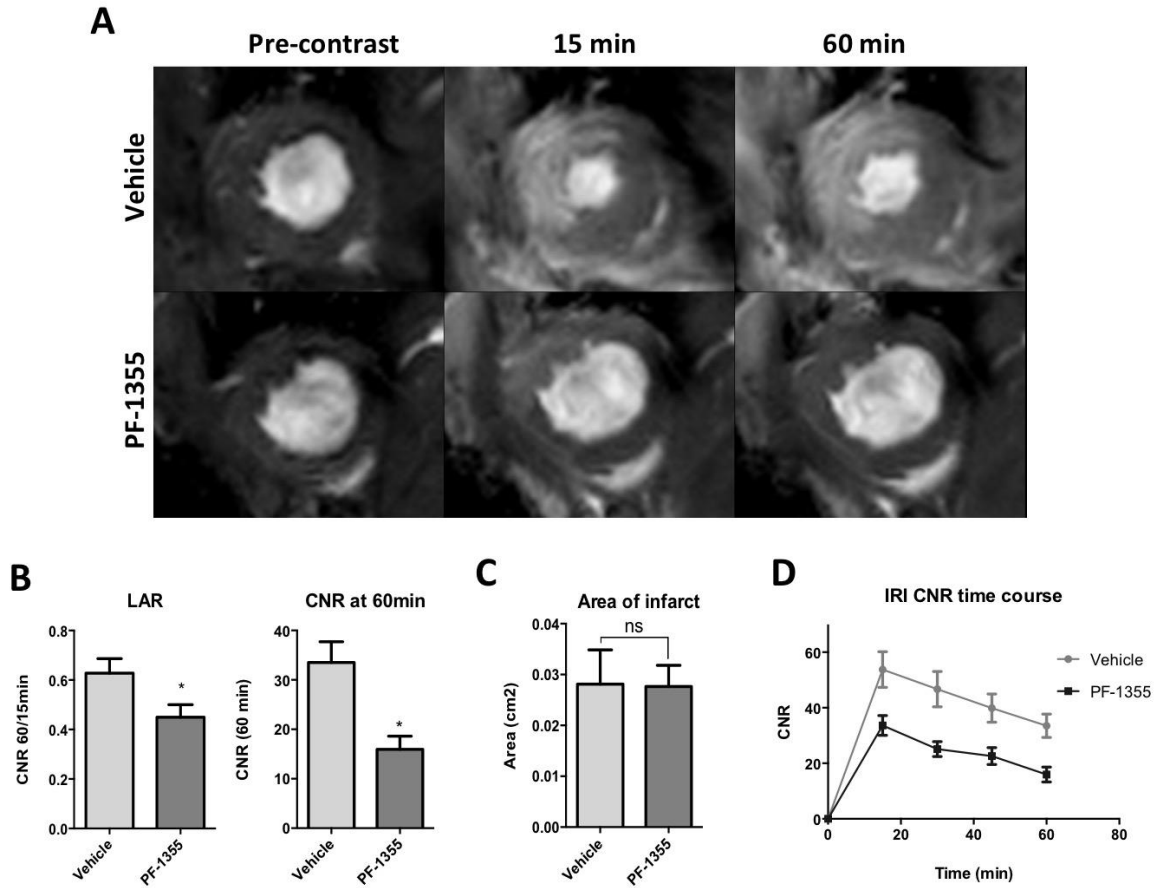 A
Pre-contrast 15 min 60 min
Vehicle
PF-1355
B
LAR
CNR 60/15min
0.8
0.6
0.4
0.2
0.0
*
Vehicle PF-1355
CNR at 60min
CNR (60 min)
40
30
20
10
0
*
Vehicle PF-1355
C
Area of infarct
Area (cm2)
0.04
0.03
0.02
0.01
0.00
ns
Vehicle PF-1355
D
IRI CNR time course
CNR
60
40
20
0
0 20 40 60 80
Time (min)
Vehicle
PF-1355